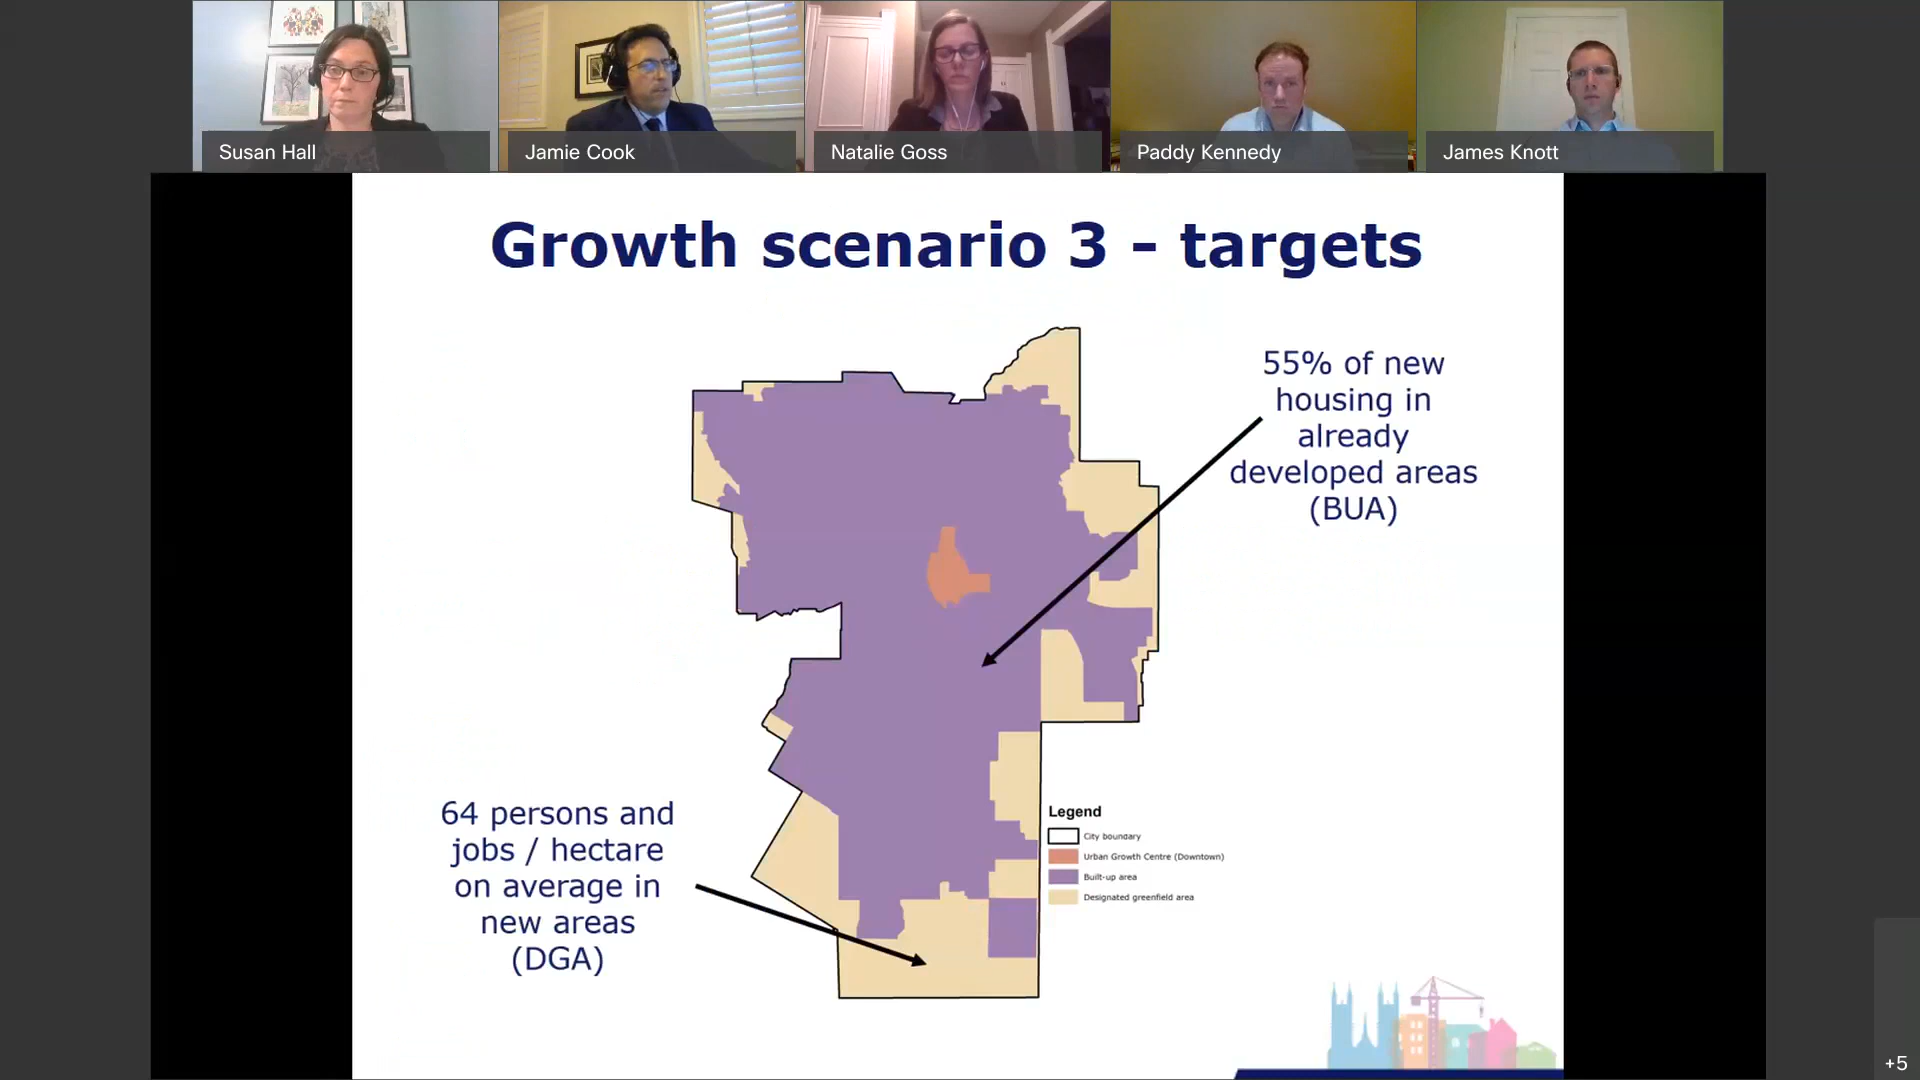 Susan Hall
Jamie Cook
Natalie Goss
Paddy Kennedy
James Knott
Growth scenario 3 - targets
55% of new
housing in
already
developed areas
(BUA)
64 persons and
jobs / hectare
on average in
new areas
(DGA)
Legend
City boundary
Urban Growth Centre (Downtown)
Built-up area
Designated greenfield area
+5